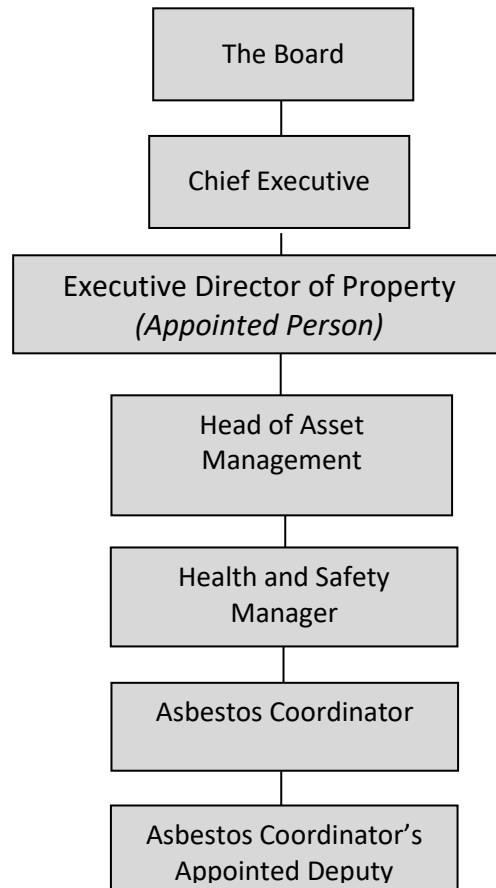 The Board
Chief Executive
Executive Director of Property
(Appointed Person)
Head of Asset
Management
Health and Safety
Manager
Asbestos Coordinator
Asbestos Coordinator’s
Appointed Deputy